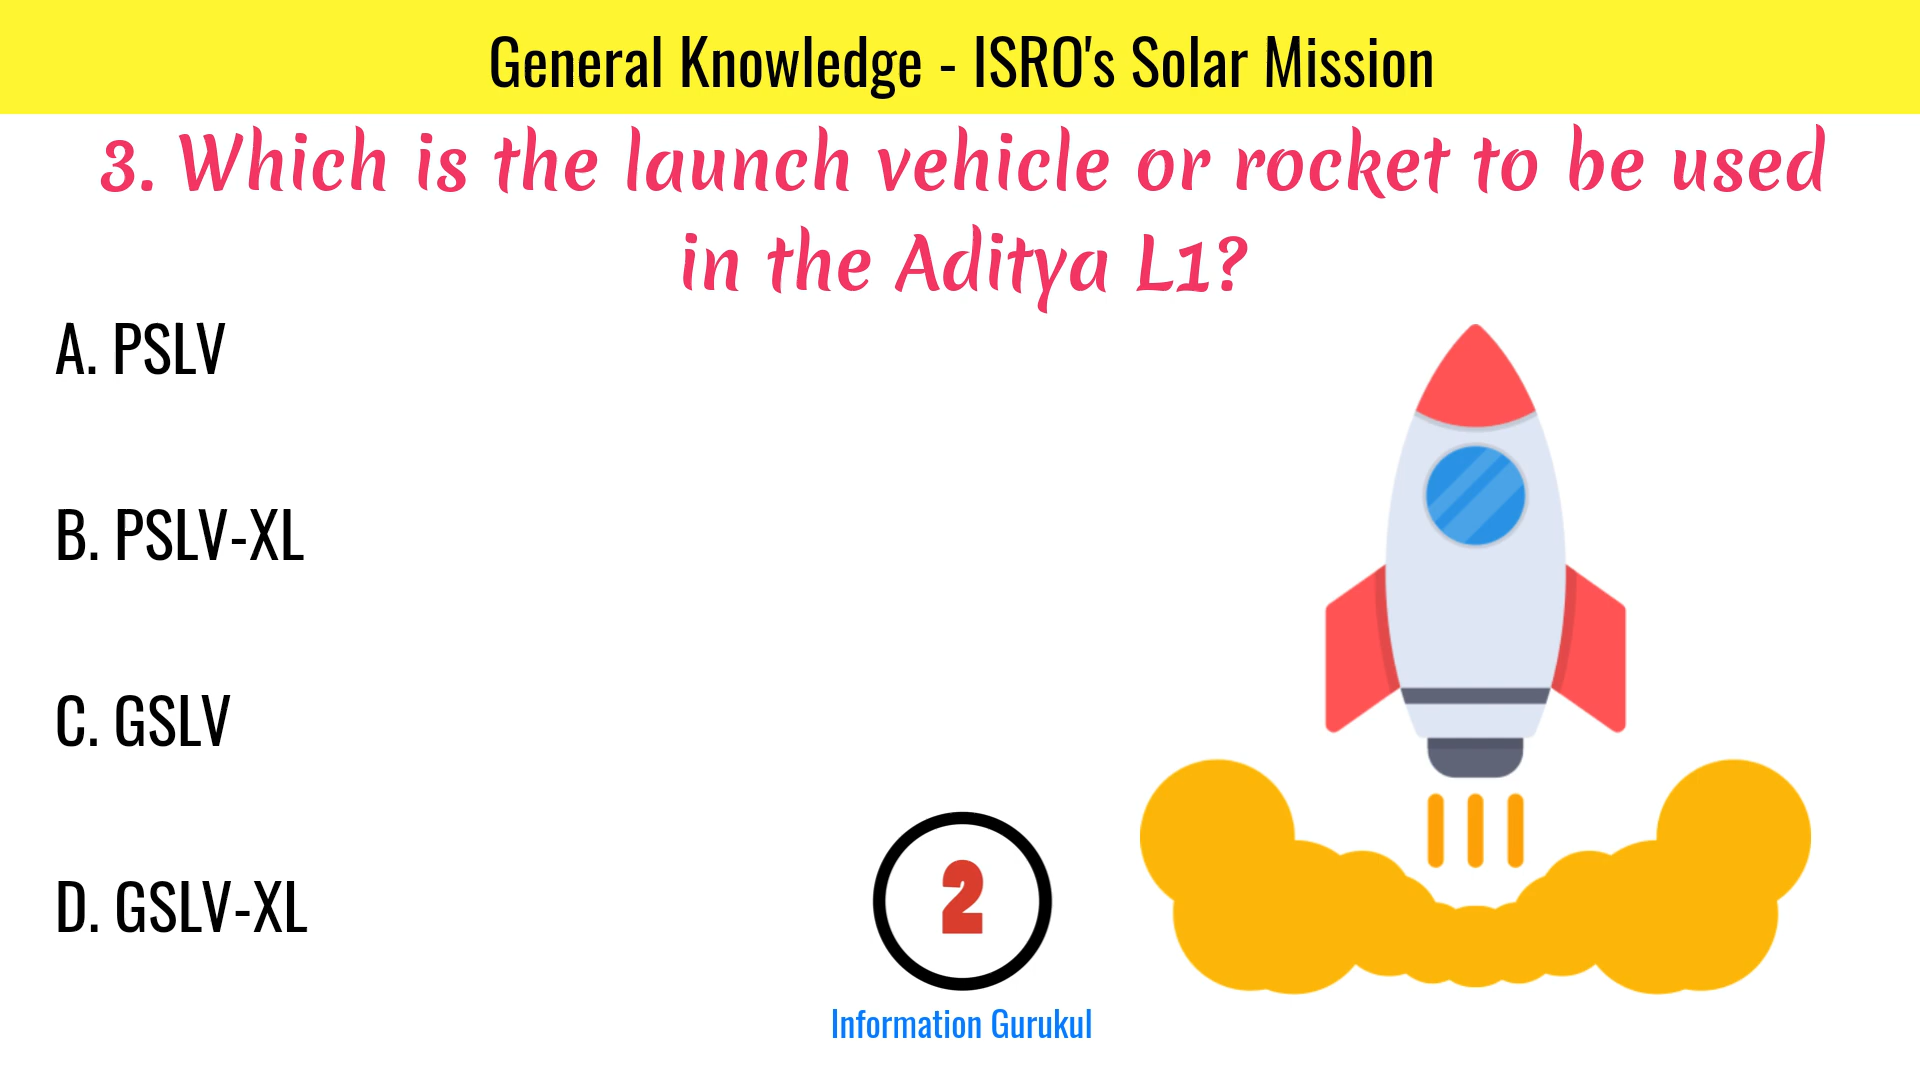 General Knowledge - ISRO's Solar Mission
3. Which is the launch vehicle or rocket to be used
in the Aditya L1?
A. PSLV
B. PSLV-XL
C. GSLV
D. GSLV-XL
2
Information Gurukul